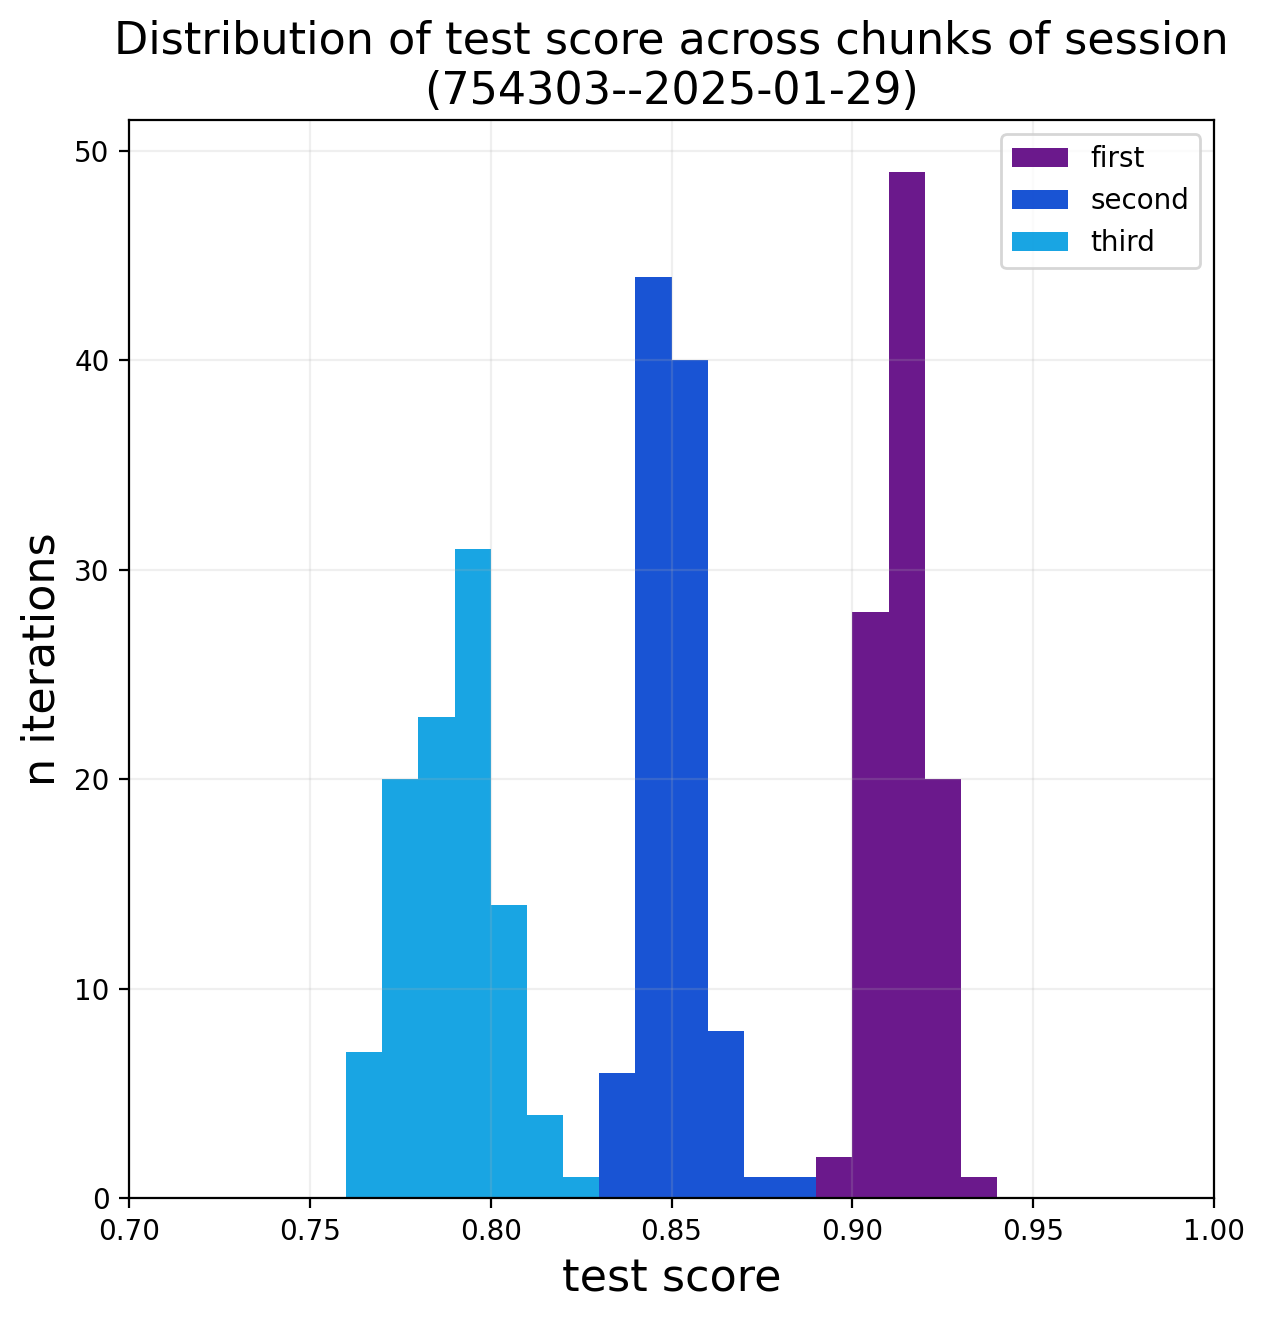 Distribution of test score across chunks of session
(754303--2025-01-29)
first
second
third
n iterations
50
40
30
20
10
0
0.70 0.75 0.80 0.85 0.90 0.95 1.00
test score